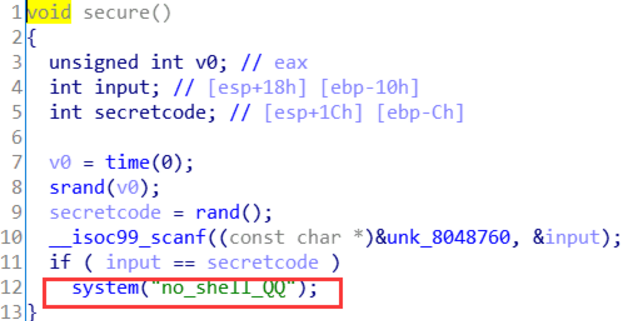 1 void secure()
2 {
3 unsigned int v0; // eax
4 int input; // [esp+18h] [ebp-10h]
5 int secretcode; // [esp+1Ch] [ebp-Ch]
6
7 v0 = time(0);
8 srand(v0);
9 secretcode = rand();
10 __isoc99_scanf((const char *)&unk_8048760, &input);
11 if ( input == secretcode )
12 system("no_shell_QQ");
13 }